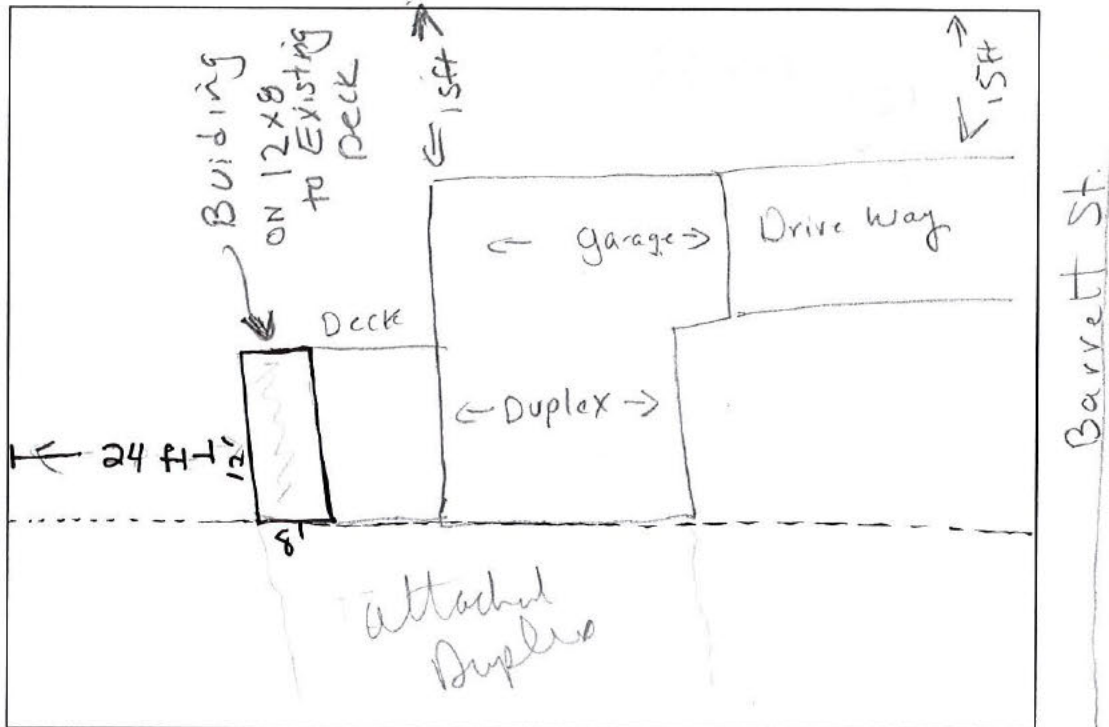 Buiding
ON 12x8
to Existing
Deck
15ft
15ft
garage
Drive Way
Deck
Duplex
24 ft
12'
8'
attached
Duplex
Barrett St.